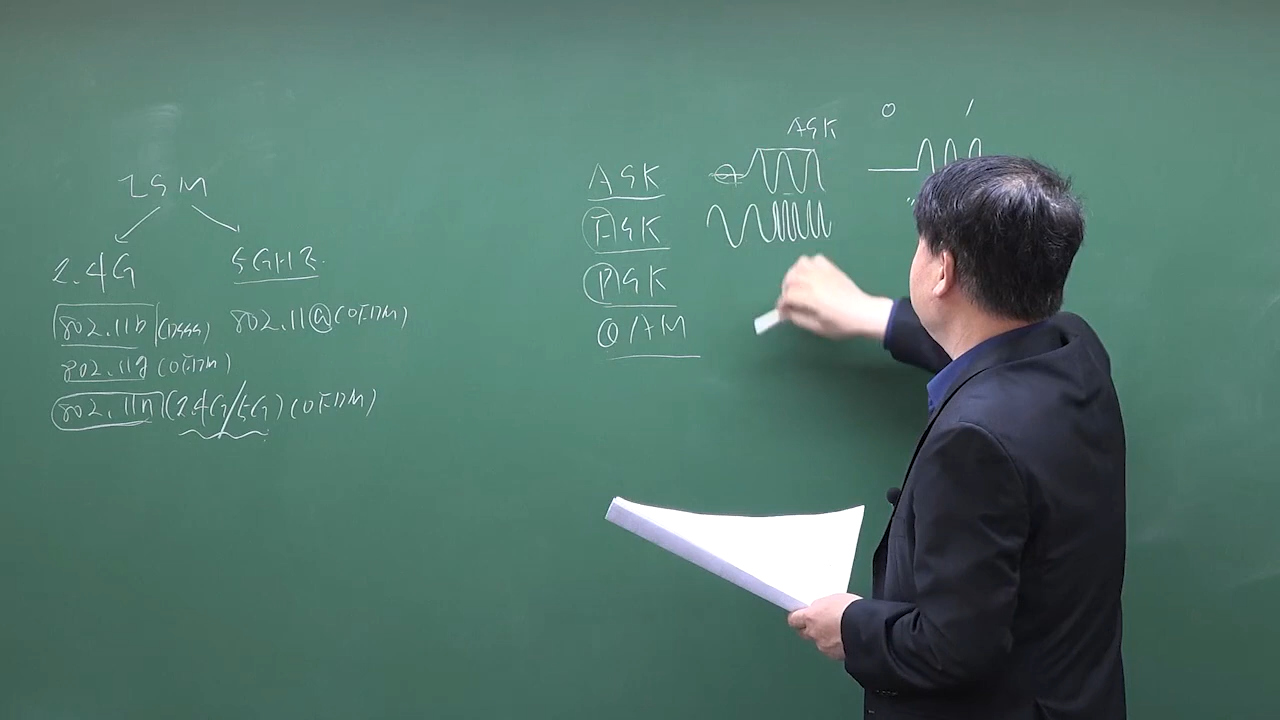 ISM
2.4G
5GHz.
802.11b (DSSS)
802.11a (OFDM)
802.11g (OFDM)
802.11n (2.4G/5G) (OFDM)
ASK
0 1
ASK
FSK
PSK
QAM